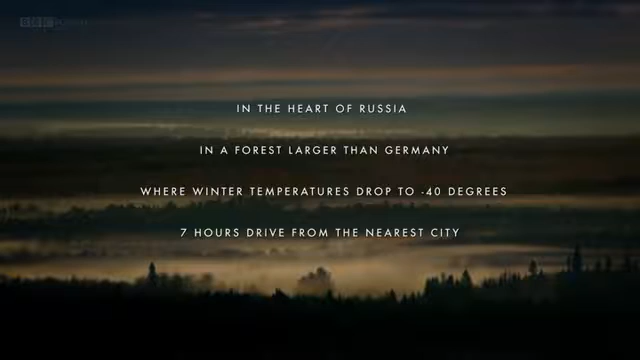 BBC
IN THE HEART OF RUSSIA
IN A FOREST LARGER THAN GERMANY
WHERE WINTER TEMPERATURES DROP TO -40 DEGREES
7 HOURS DRIVE FROM THE NEAREST CITY